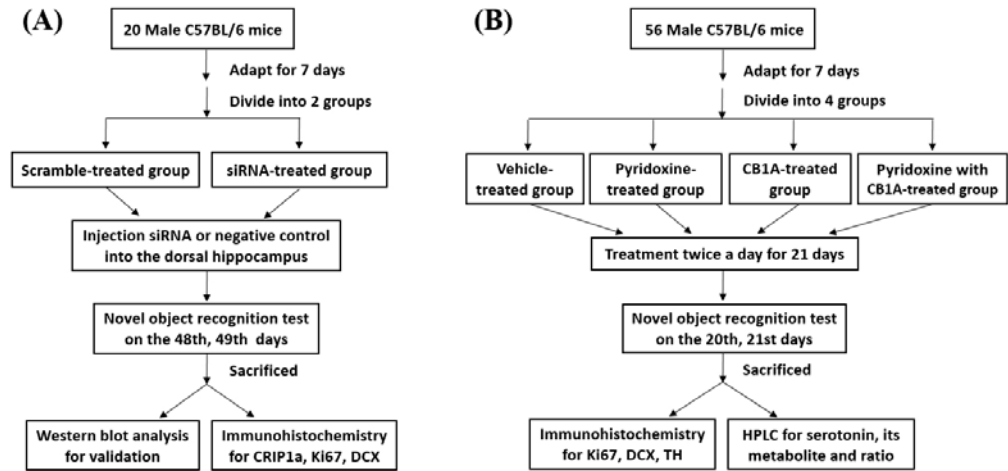 (A)
20 Male C57BL/6 mice
Adapt for 7 days
Divide into 2 groups
Scramble-treated group
siRNA-treated group
Injection siRNA or negative control
into the dorsal hippocampus
Novel object recognition test
on the 48th, 49th days
Sacrificed
Western blot analysis
for validation
Immunohistochemistry
for CRIP1a, Ki67, DCX
(B)
56 Male C57BL/6 mice
Adapt for 7 days
Divide into 4 groups
Vehicle-
treated group
Pyridoxine-
treated group
CB1A-treated
group
Pyridoxine with
CB1A-treated group
Treatment twice a day for 21 days
Novel object recognition test
on the 20th, 21st days
Sacrificed
Immunohistochemistry
for Ki67, DCX, TH
HPLC for serotonin, its
metabolite and ratio